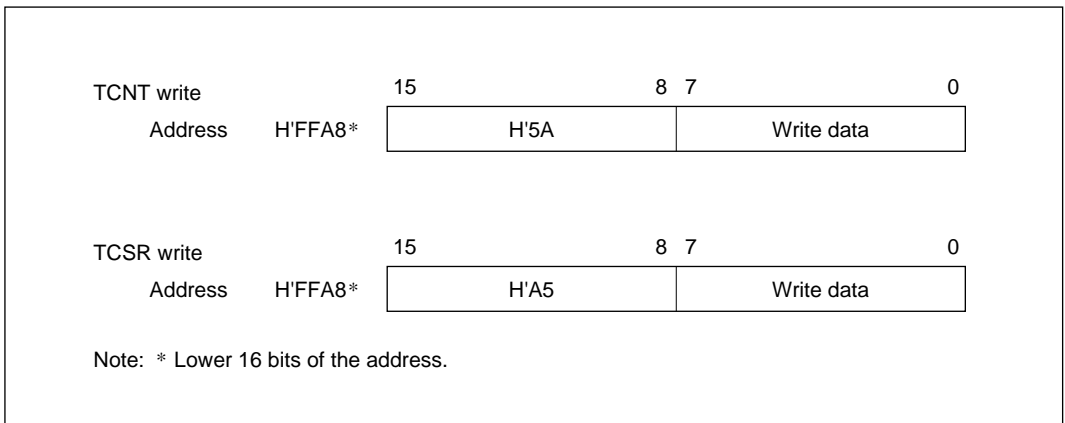 TCNT write 15 8 7 0
Address H'FFA8* H'5A Write data
TCSR write 15 8 7 0
Address H'FFA8* H'A5 Write data
Note: * Lower 16 bits of the address.